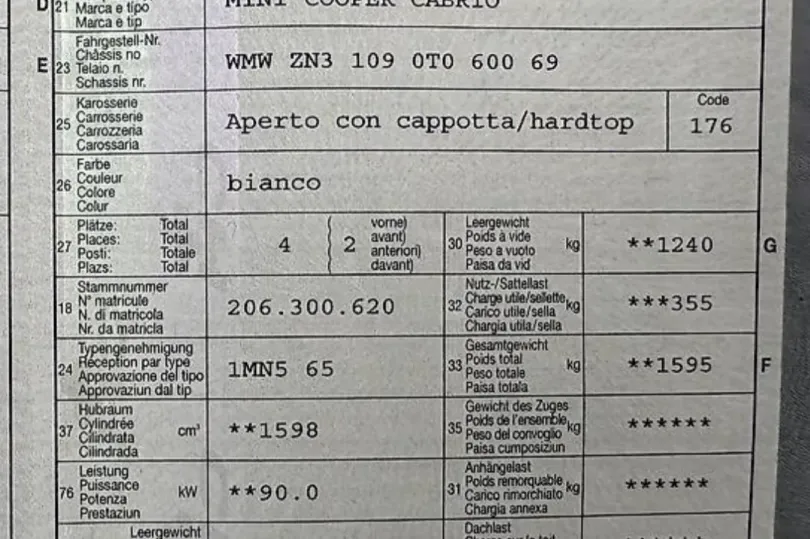 D 21 Marca e tipo MINI COOPER CABRIO
Marca e tip
Fahrgestell-Nr.
Châssis no
E 23 Telaio n. WMW ZN3 109 0T0 600 69
Schassis nr.
Karosserie
Carrosserie
25 Carrozzeria Aperto con cappotta/hardtop
Carossaria
Code
176
Farbe
Couleur
26 Colore bianco
Colur
Plätze: Total
Places: Total
27 Posti: Totale
Plazs: Total
4 ( 2
vorne)
avant)
anteriori)
davant)
Leergewicht
30 Poids à vide
Peso a vuoto kg **1240 G
Paisa da vid
Stammnummer
N° matricule
18 N. di matricola 206.300.620
Nr. da matricla
Nutz-/Sattellast
32 Charge utile/sellette kg ***355
Carico utile/sella
Chargia utila/sella
Typengenehmigung
Réception par type
24 Approvazione del tipo 1MN5 65
Approvaziun dal tip
Gesamtgewicht
33 Poids total
Peso totale kg **1595 F
Paisa totala
Hubraum
Cylindrée
37 Cilindrata cm³ **1598
Cilindrada
Gewicht des Zuges
35 Poids de l'ensemble kg ******
Peso del convoglio
Paisa cumposiziun
Leistung
Puissance
76 Potenza kW **90.0
Prestaziun
Anhängelast
31 Poids remorquable kg ******
Carico rimorchiato
Chargia annexa
Leergewicht
Dachlast